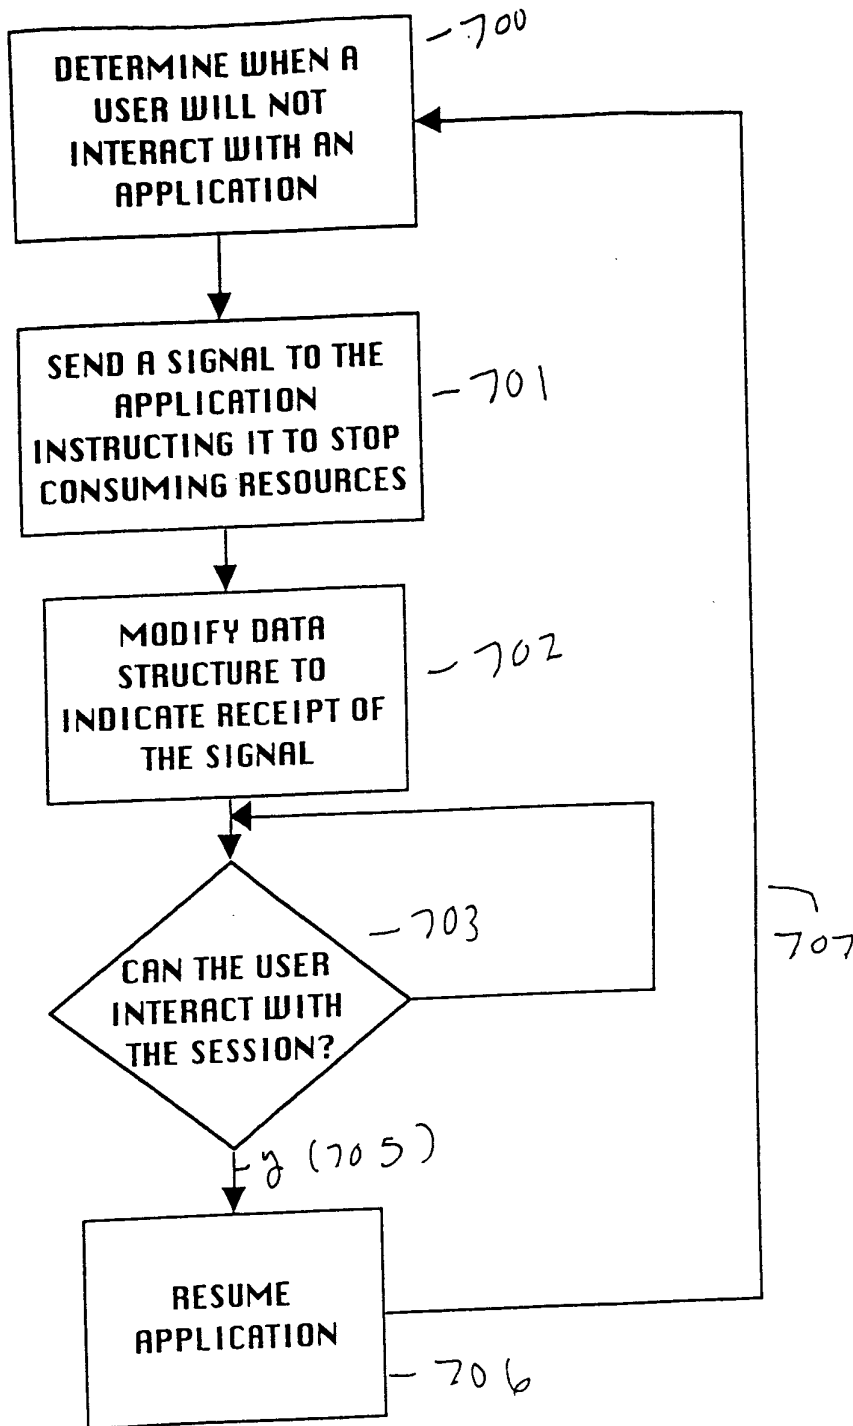 DETERMINE WHEN A
USER WILL NOT
INTERACT WITH AN
APPLICATION
-700
SEND A SIGNAL TO THE
APPLICATION
INSTRUCTING IT TO STOP
CONSUMING RESOURCES
-701
MODIFY DATA
STRUCTURE TO
INDICATE RECEIPT OF
THE SIGNAL
-702
CAN THE USER
INTERACT WITH
THE SESSION?
-703
707
y (705)
RESUME
APPLICATION
-706